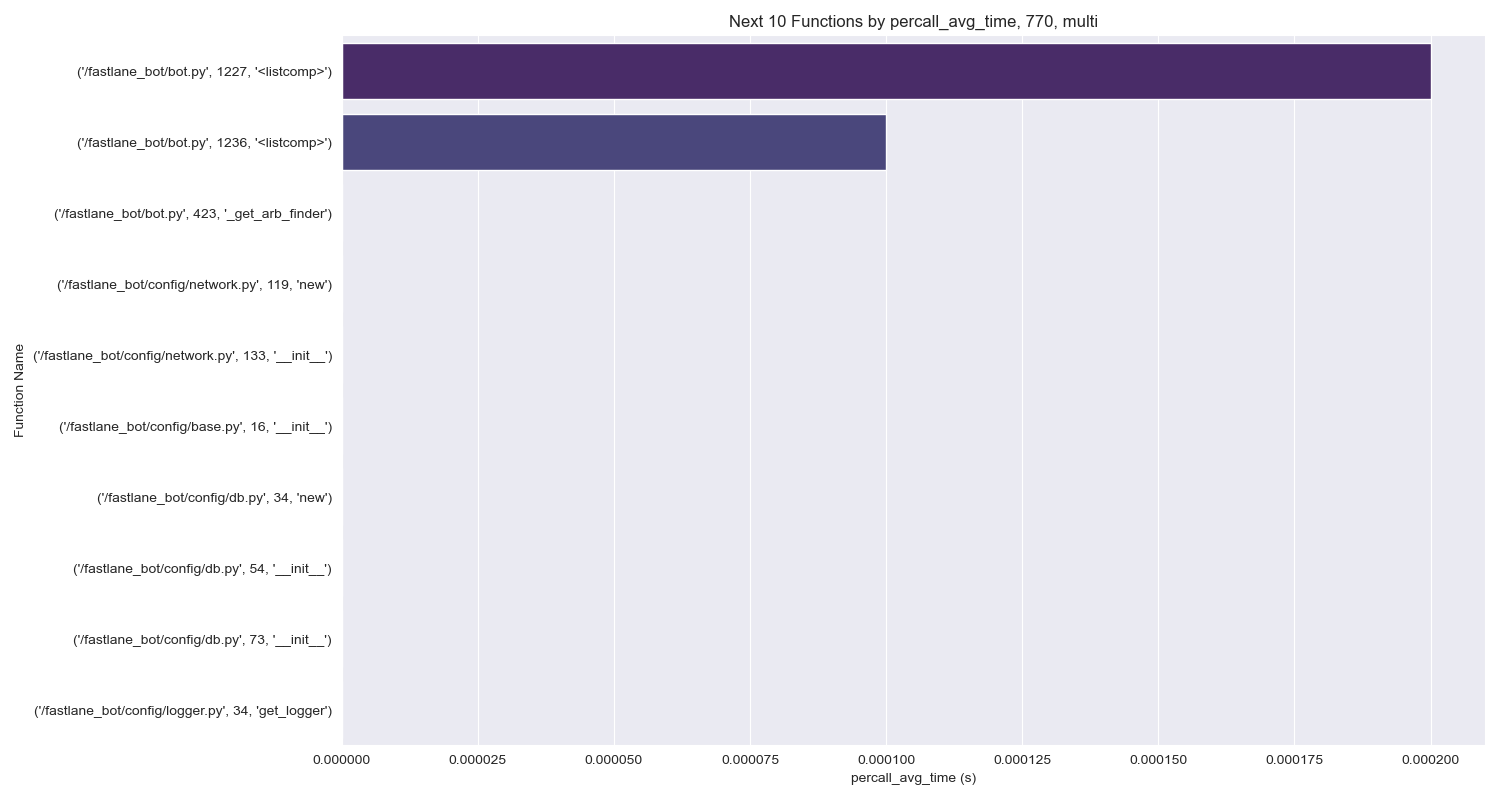 Next 10 Functions by percall_avg_time, 770, multi
('/fastlane_bot/bot.py', 1227, '<listcomp>')
('/fastlane_bot/bot.py', 1236, '<listcomp>')
('/fastlane_bot/bot.py', 423, '_get_arb_finder')
('/fastlane_bot/config/network.py', 119, 'new')
('/fastlane_bot/config/network.py', 133, '__init__')
('/fastlane_bot/config/base.py', 16, '__init__')
('/fastlane_bot/config/db.py', 34, 'new')
('/fastlane_bot/config/db.py', 54, '__init__')
('/fastlane_bot/config/db.py', 73, '__init__')
('/fastlane_bot/config/logger.py', 34, 'get_logger')
Function Name
0.000000 0.000025 0.000050 0.000075 0.000100 0.000125 0.000150 0.000175 0.000200
percall_avg_time (s)